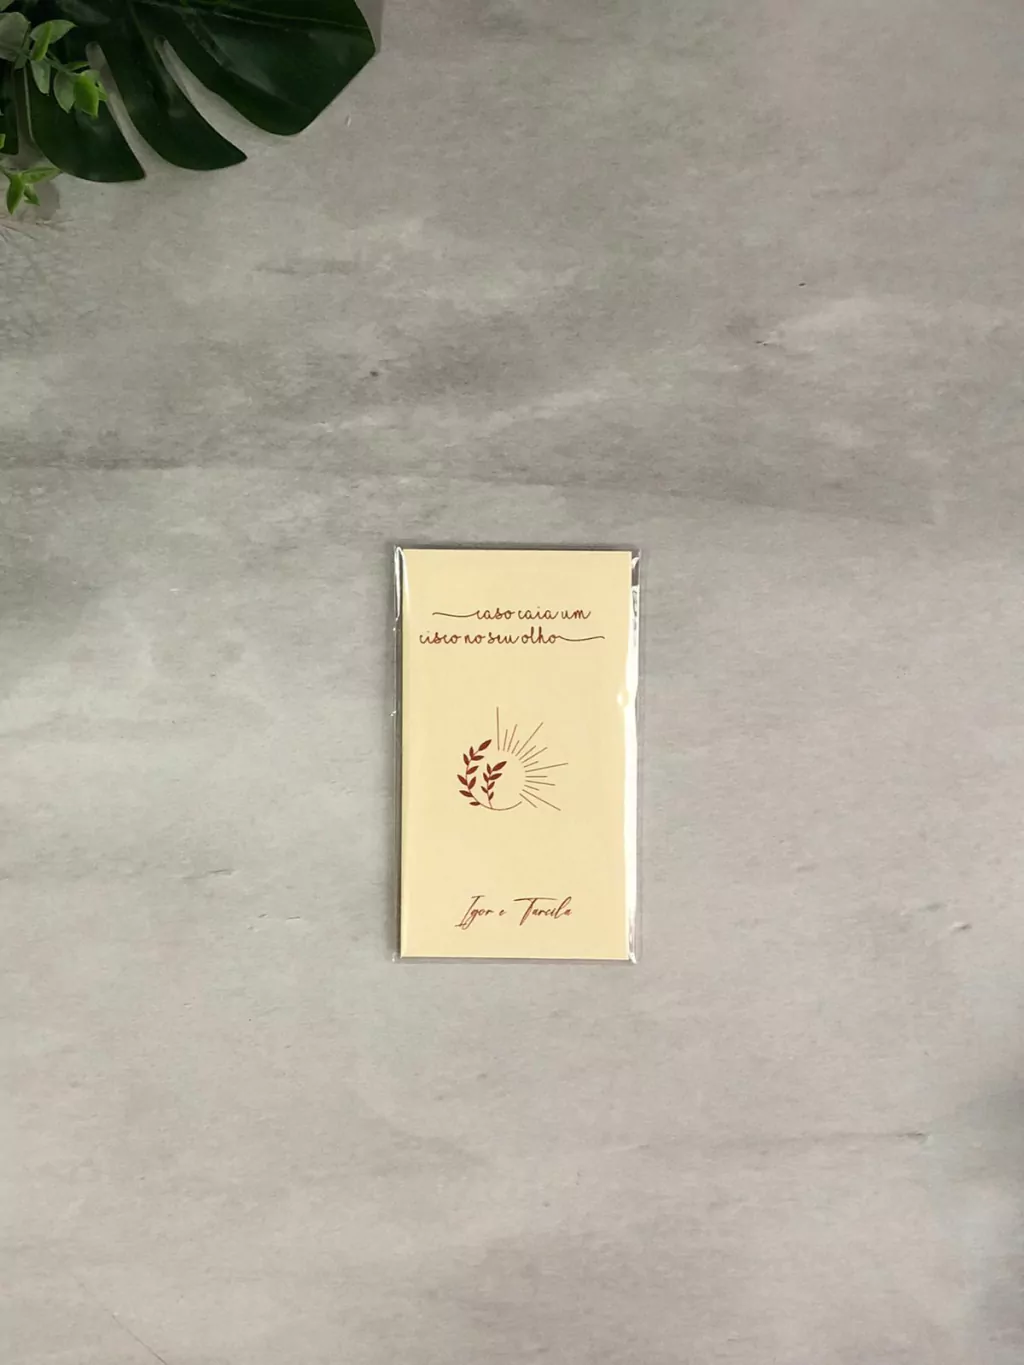 caso caia um
cisco no seu olho
Igor e Tarcila